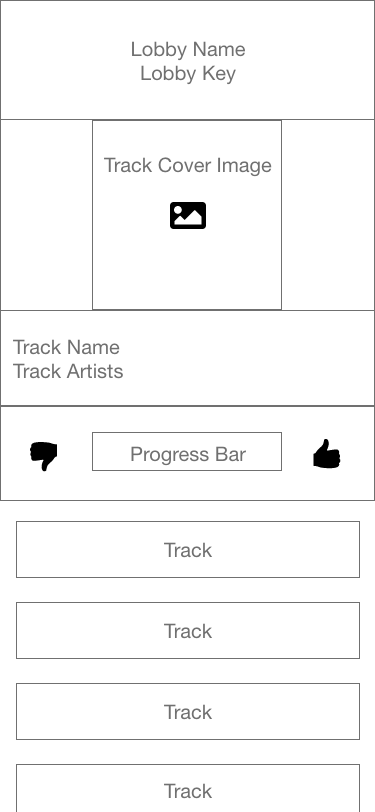 Lobby Name
Lobby Key
Track Cover Image
Track Name
Track Artists
Progress Bar
Track
Track
Track
Track